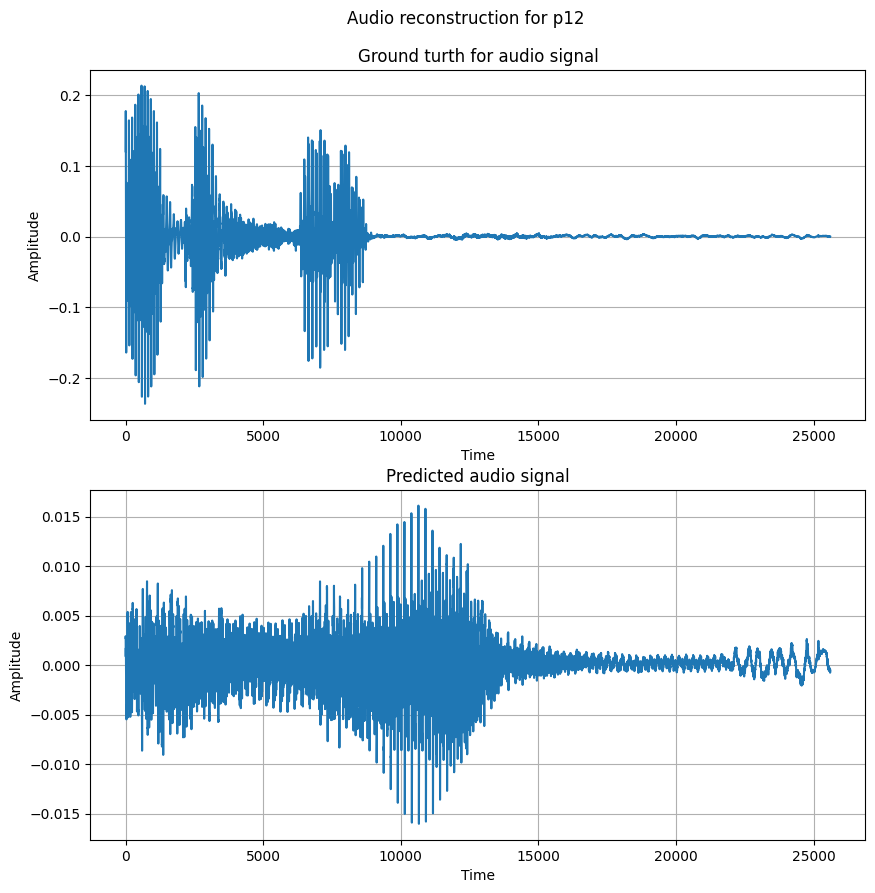 Audio reconstruction for p12
Ground turth for audio signal
0.2
0.1
0.0
−0.1
−0.2
Amplitude
0 5000 10000 15000 20000 25000
Time
Predicted audio signal
0.015
0.010
0.005
0.000
−0.005
−0.010
−0.015
Amplitude
0 5000 10000 15000 20000 25000
Time